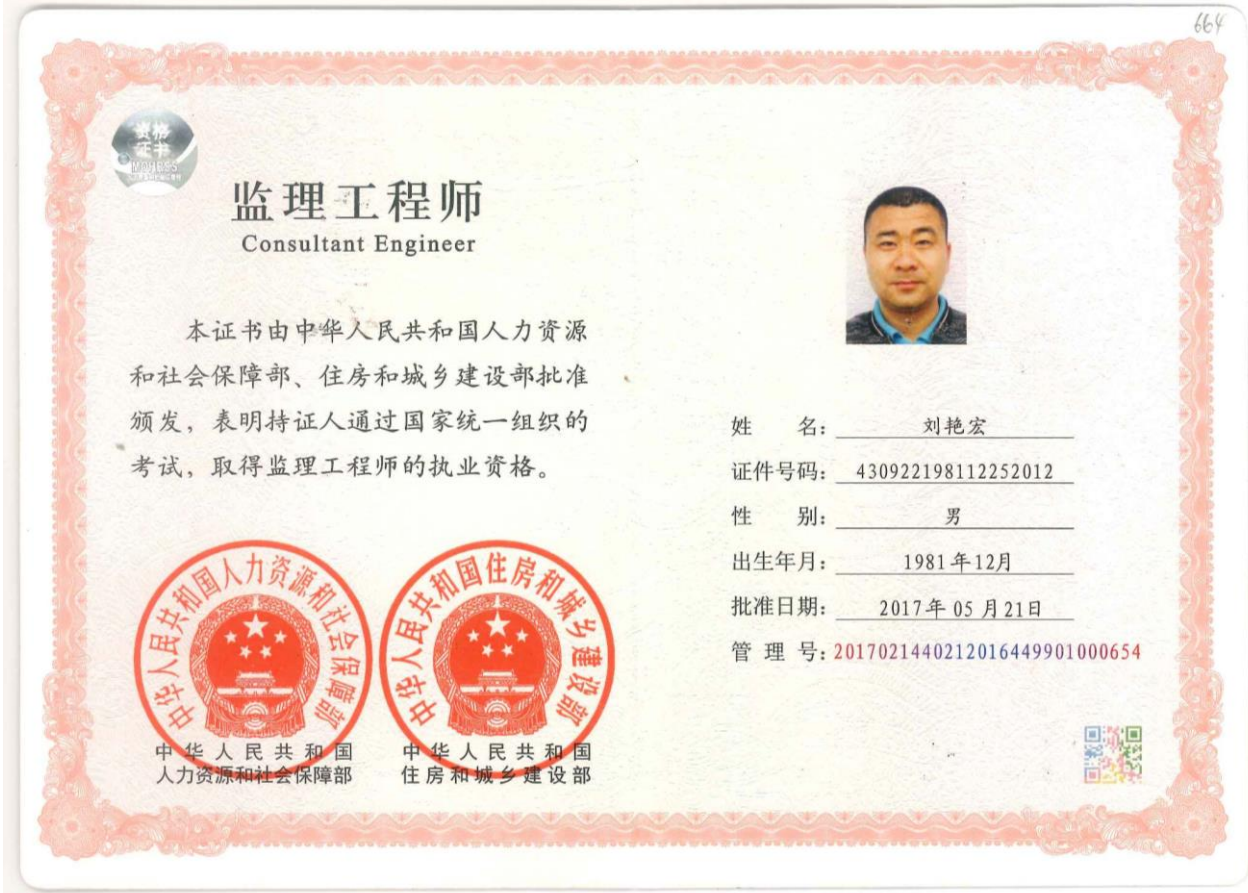 664
资格
证书
MOHRSS
监理工程师
Consultant Engineer
本证书由中华人民共和国人力资源
和社会保障部、住房和城乡建设部批准
颁发，表明持证人通过国家统一组织的
考试，取得监理工程师的执业资格。
中华人民共和国人力资源和社会保障部
中华人民共和国住房和城乡建设部
中华人民共和国
人力资源和社会保障部
中华人民共和国
住房和城乡建设部
姓名：刘艳宏
证件号码：430922198112252012
性别：男
出生年月：1981年12月
批准日期：2017年05月21日
管理号：2017021440212016449901000654